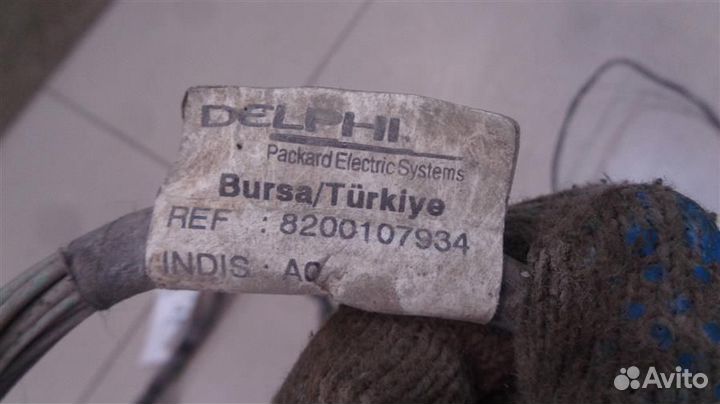 DELPHI
Packard Electric Systems
Bursa/Türkiye
REF : 8200107934
INDIS : A0
Avito